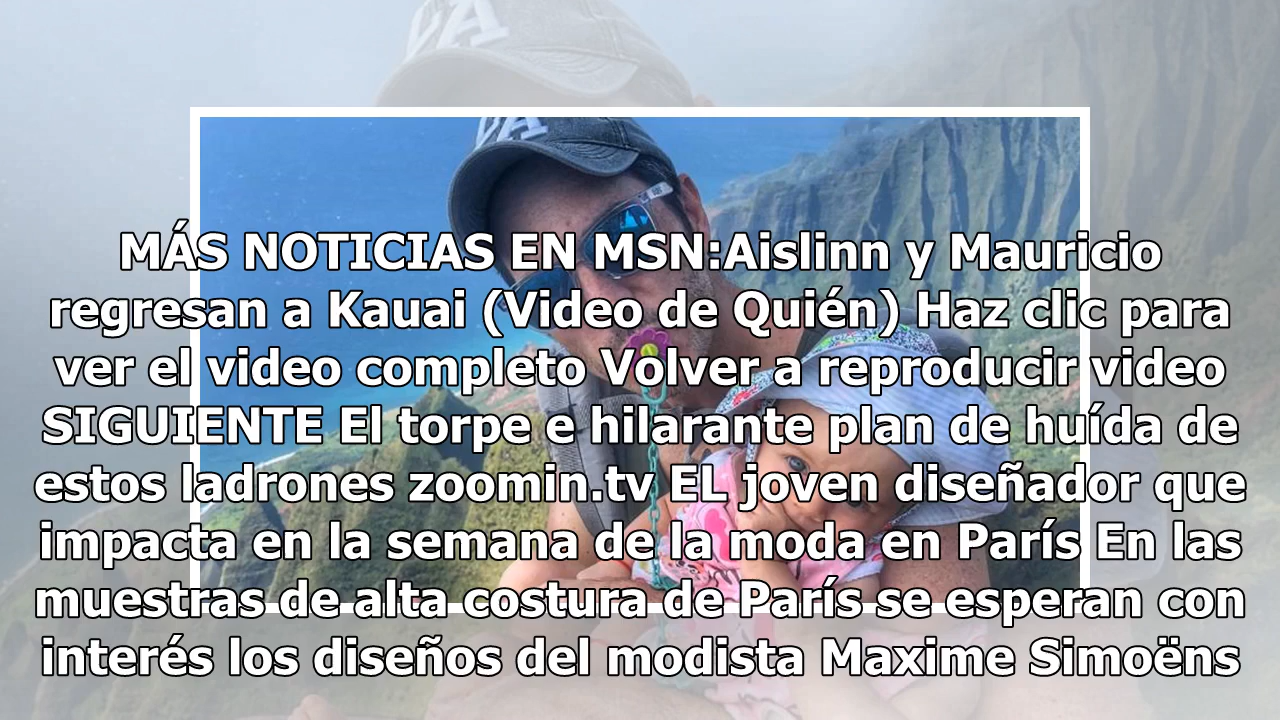 MÁS NOTICIAS EN MSN:Aislinn y Mauricio
regresan a Kauai (Video de Quién) Haz clic para
ver el video completo Volver a reproducir video
SIGUIENTE El torpe e hilarante plan de huída de
estos ladrones zoomin.tv EL joven diseñador que
impacta en la semana de la moda en París En las
muestras de alta costura de París se esperan con
interés los diseños del modista Maxime Simoëns